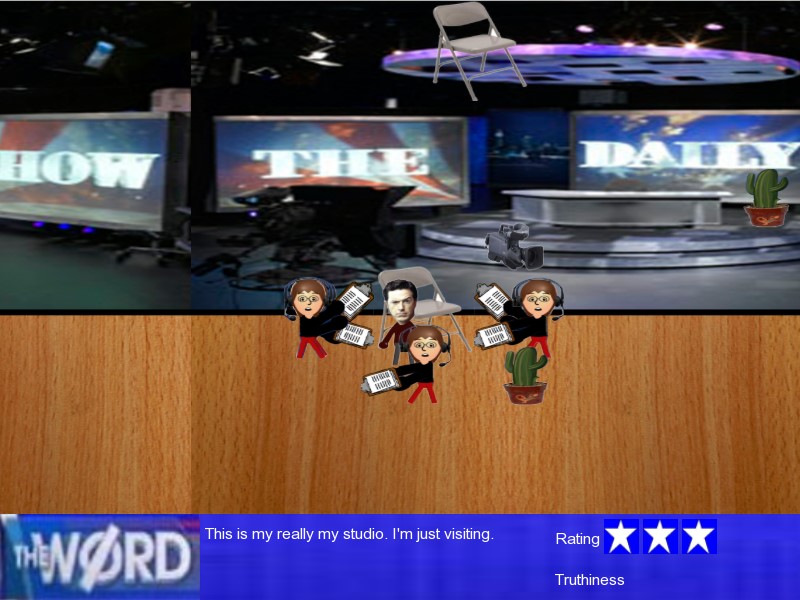 HOW
THE
DAILY
THE WØRD
This is my really my studio. I'm just visiting.
Rating
Truthiness